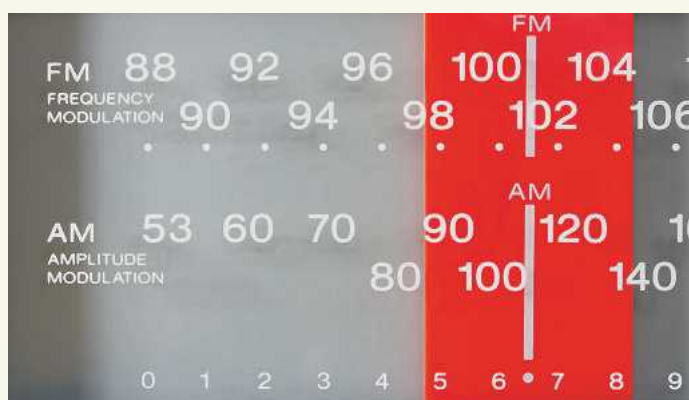 FM
FM 88 92 96 100 104
FREQUENCY
MODULATION 90 94 98 102 106
AM
AM 53 60 70 90 120
AMPLITUDE
MODULATION 80 100 140
0 1 2 3 4 5 6 7 8 9